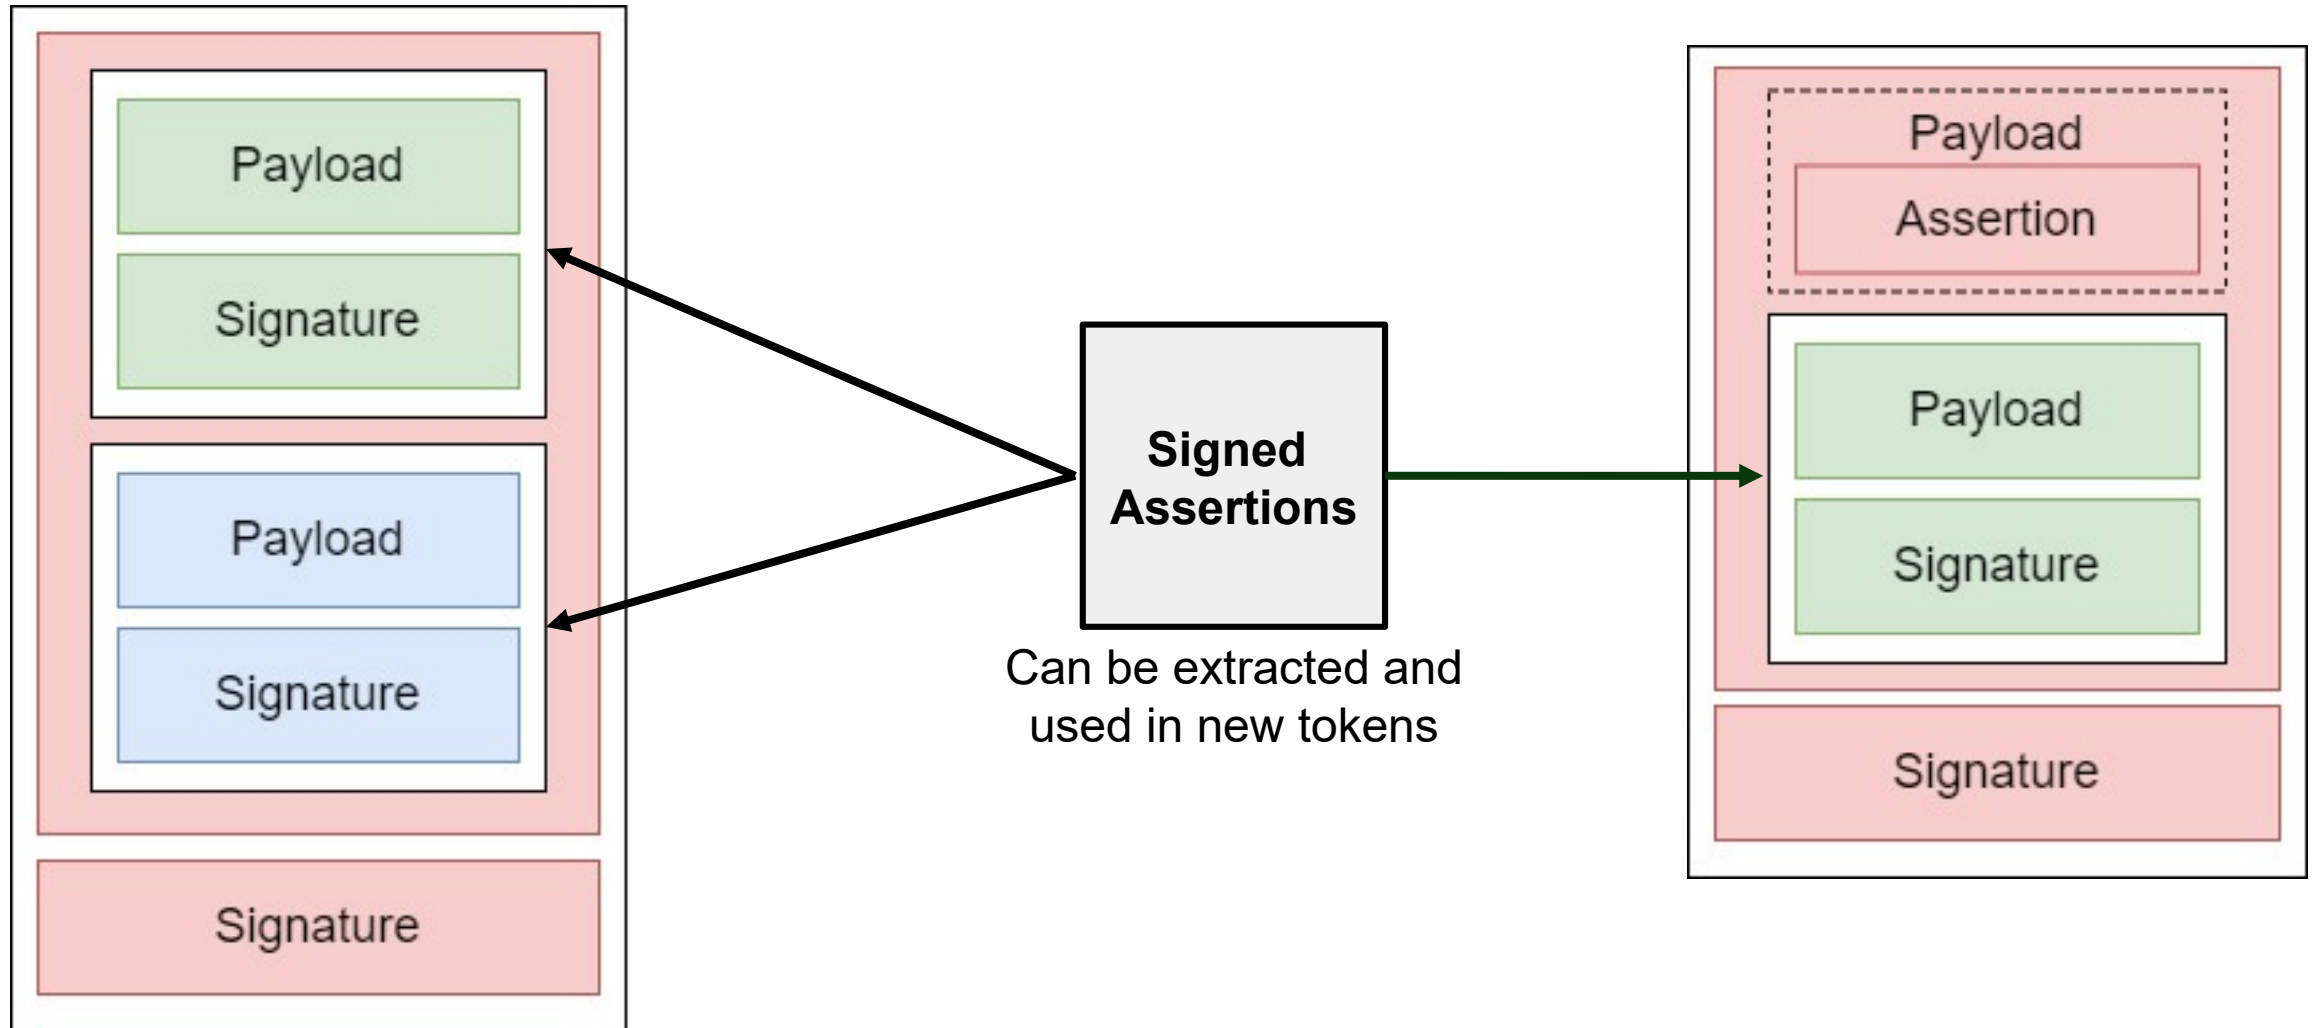 Payload
Signature
Payload
Signature
Signature
Signed
Assertions
Can be extracted and
used in new tokens
Payload
Assertion
Payload
Signature
Signature